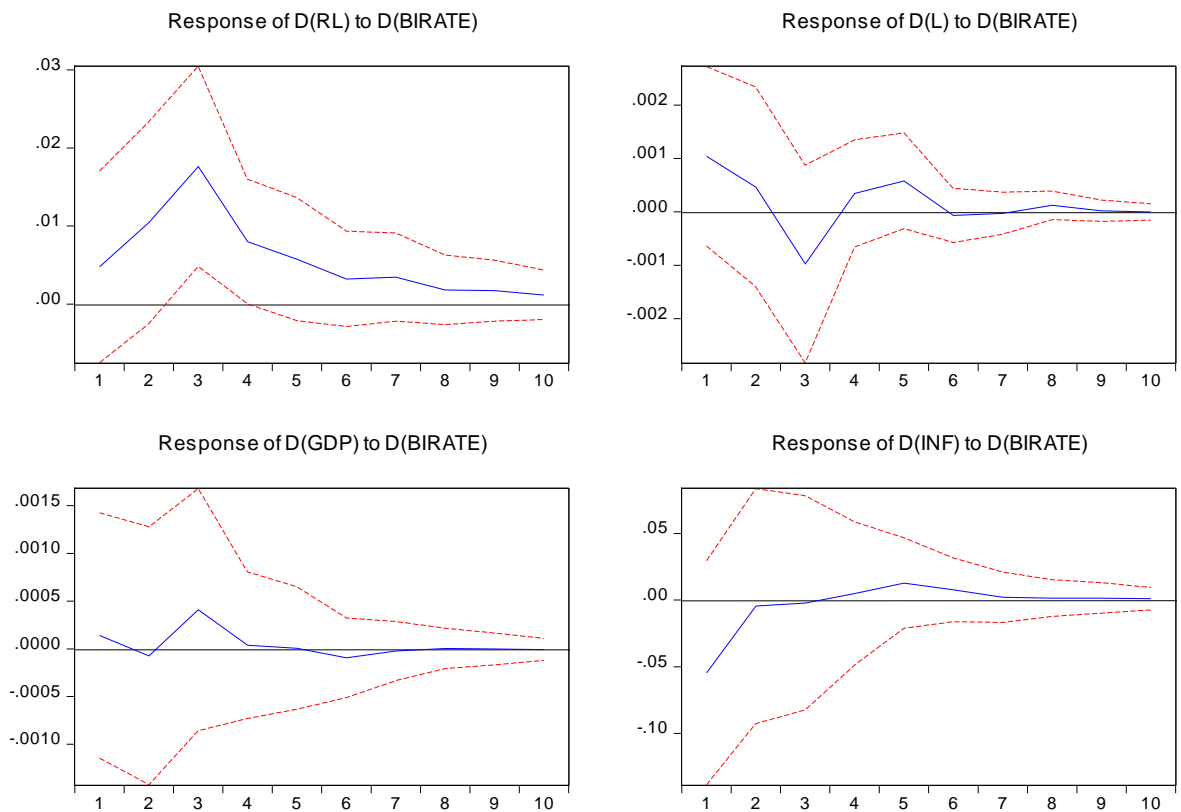 Response of D(RL) to D(BIRATE)
.03
.02
.01
.00
1 2 3 4 5 6 7 8 9 10
Response of D(L) to D(BIRATE)
.002
.001
.000
-.001
-.002
1 2 3 4 5 6 7 8 9 10
Response of D(GDP) to D(BIRATE)
.0015
.0010
.0005
.0000
-.0005
-.0010
1 2 3 4 5 6 7 8 9 10
Response of D(INF) to D(BIRATE)
.05
.00
-.05
-.10
1 2 3 4 5 6 7 8 9 10